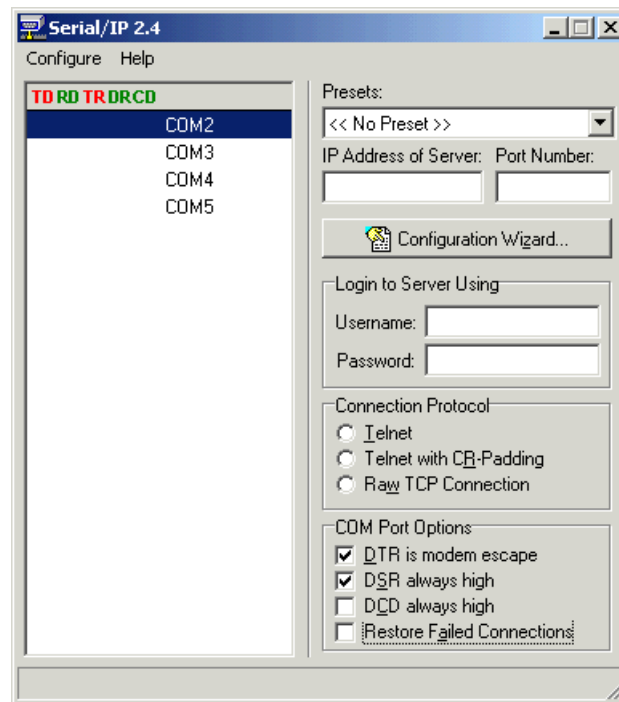 Serial/IP 2.4
Configure Help
TD RD TR DR CD
COM2
COM3
COM4
COM5
Presets:
<< No Preset >>
IP Address of Server: Port Number:
Configuration Wizard...
Login to Server Using
Username:
Password:
Connection Protocol
Telnet
Telnet with CR-Padding
Raw TCP Connection
COM Port Options
DTR is modem escape
DSR always high
DCD always high
Restore Failed Connections